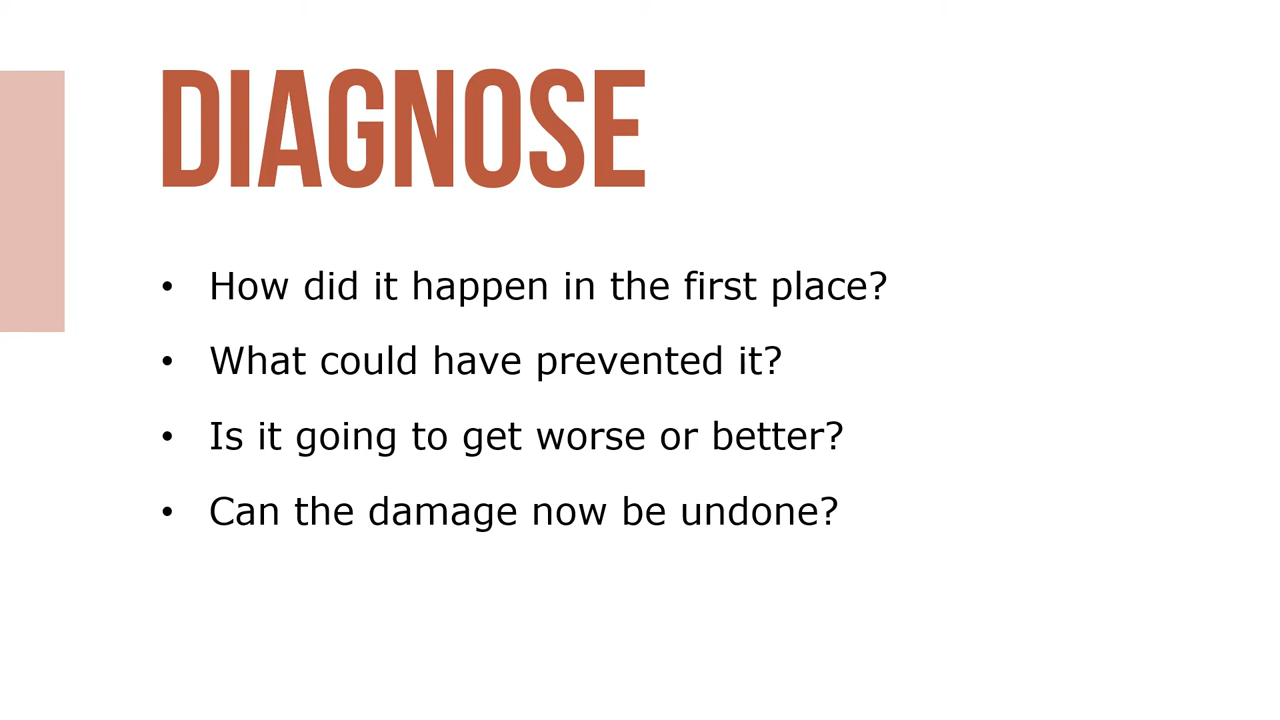 DIAGNOSE
• How did it happen in the first place?
• What could have prevented it?
• Is it going to get worse or better?
• Can the damage now be undone?